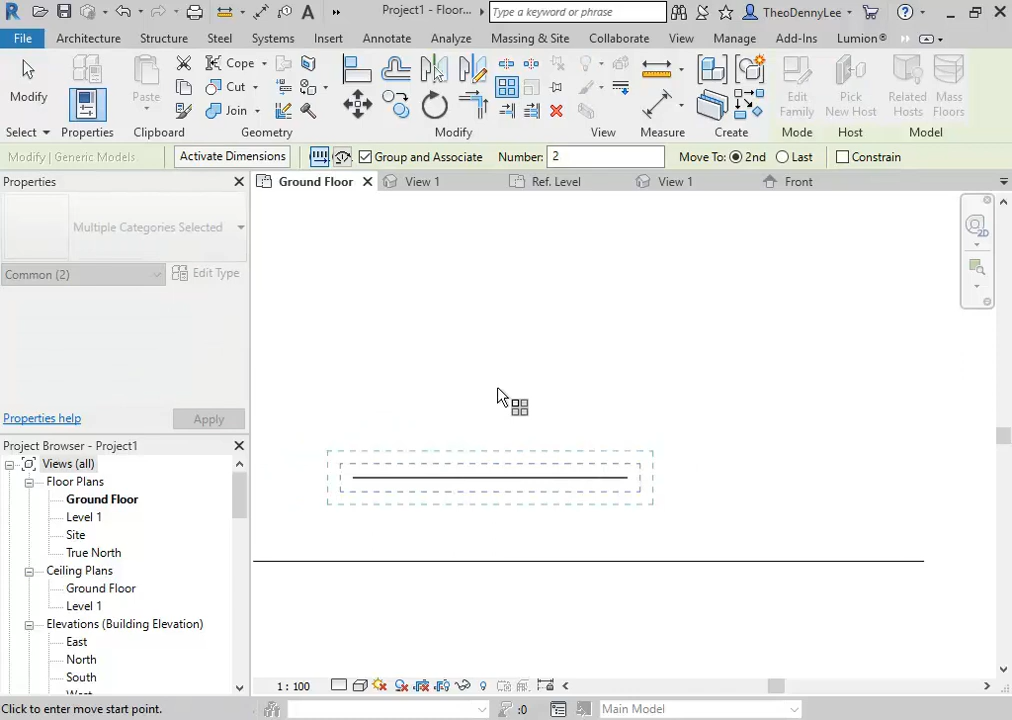 Project1 - Floor...
Type a keyword or phrase
TheoDennyLee
File Architecture Structure Steel Systems Insert Annotate Analyze Massing & Site Collaborate View Manage Add-Ins Lumion®
Cope
Modify Paste Cut Edit Family Pick New Host Related Hosts Mass Floors
Join
Select Properties Clipboard Geometry Modify View Measure Create Mode Host Model
Modify | Generic Models Activate Dimensions Group and Associate Number: 2 Move To: 2nd Last Constrain
Properties Ground Floor View 1 Ref. Level View 1 Front
Multiple Categories Selected
2D
Common (2) Edit Type
Properties help Apply
Project Browser - Project1
Views (all)
Floor Plans
Ground Floor
Level 1
Site
True North
Ceiling Plans
Ground Floor
Level 1
Elevations (Building Elevation)
East
North
South
West
1 : 100
Click to enter move start point. :0 Main Model